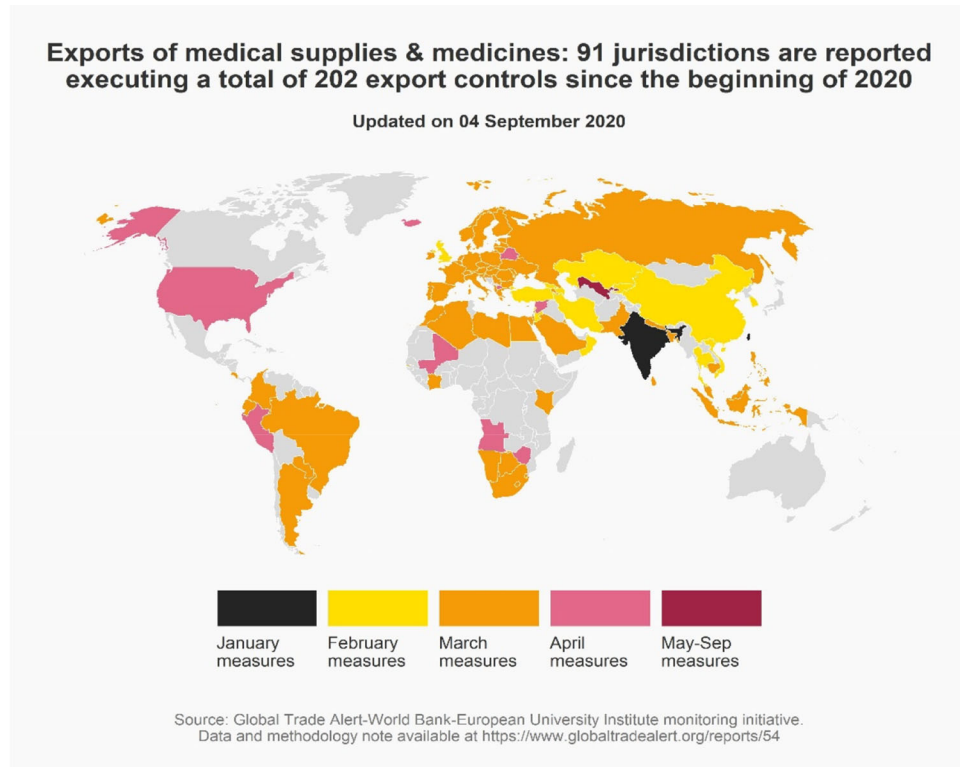 Exports of medical supplies & medicines: 91 jurisdictions are reported
executing a total of 202 export controls since the beginning of 2020
Updated on 04 September 2020
January
measures
February
measures
March
measures
April
measures
May-Sep
measures
Source: Global Trade Alert-World Bank-European University Institute monitoring initiative.
Data and methodology note available at https://www.globaltradealert.org/reports/54